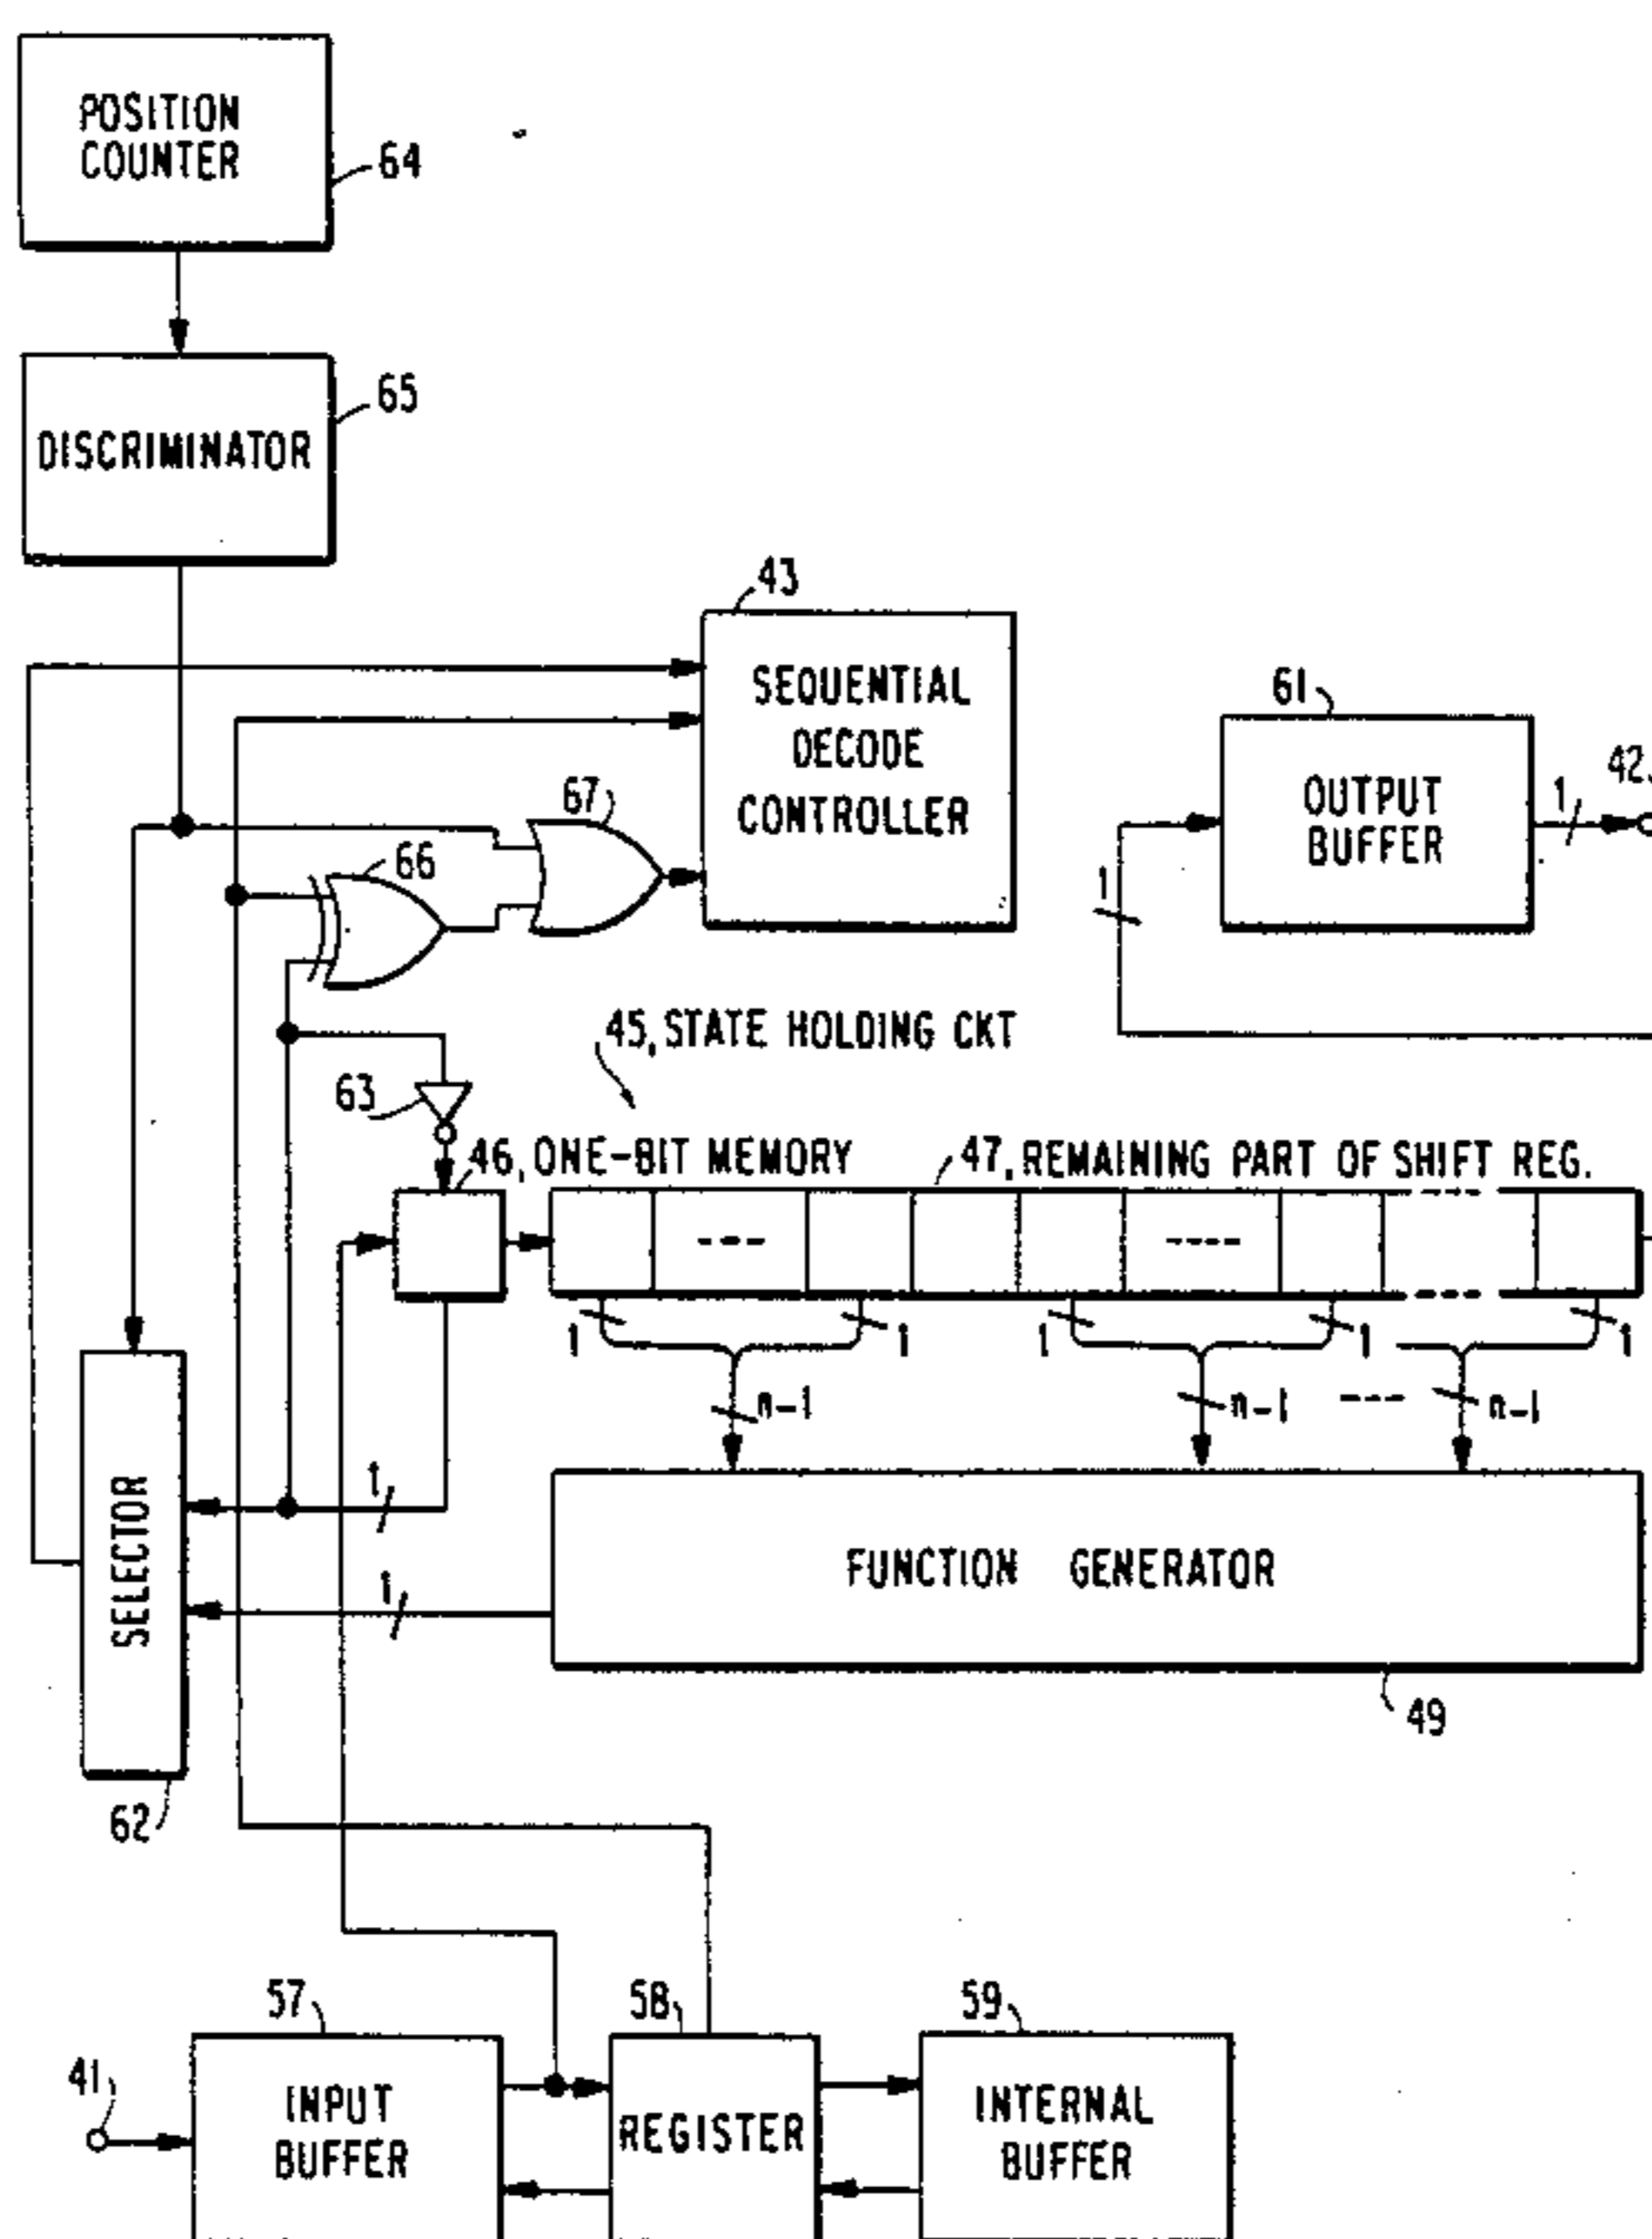 POSITION
COUNTER
64
65
DISCRIMINATOR
43
SEQUENTIAL
DECODE
CONTROLLER
61
OUTPUT
BUFFER
1
42
1
67
66
45, STATE HOLDING CKT
63
46, ONE-BIT MEMORY
47, REMAINING PART OF SHIFT REG.
---
----
1
1
1
1
1
n-1
n-1
----
n-1
1
SELECTOR
1
FUNCTION GENERATOR
49
62
57
58
59
41
INPUT
BUFFER
REGISTER
INTERNAL
BUFFER